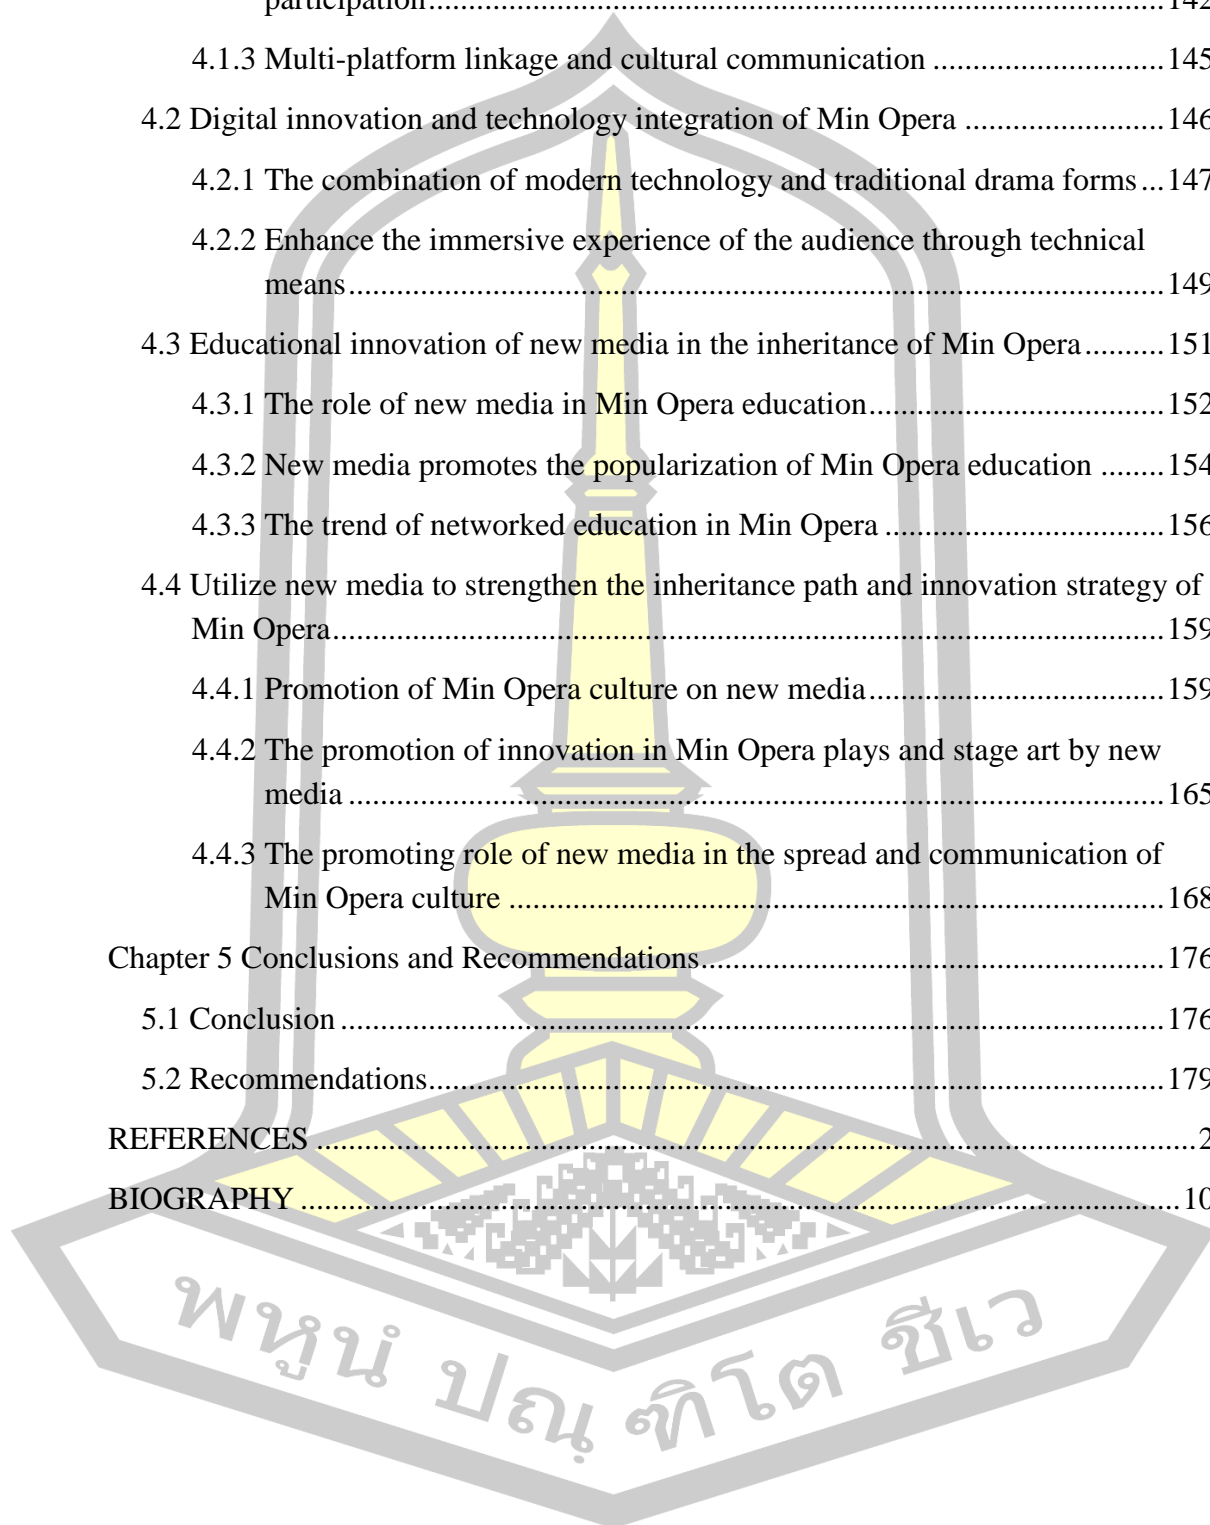 participation................................................................................................142
4.1.3 Multi-platform linkage and cultural communication .............................145
4.2 Digital innovation and technology integration of Min Opera .........................146
4.2.1 The combination of modern technology and traditional drama forms...147
4.2.2 Enhance the immersive experience of the audience through technical
means.......................................................................................................149
4.3 Educational innovation of new media in the inheritance of Min Opera..........151
4.3.1 The role of new media in Min Opera education.....................................152
4.3.2 New media promotes the popularization of Min Opera education ........154
4.3.3 The trend of networked education in Min Opera ...................................156
4.4 Utilize new media to strengthen the inheritance path and innovation strategy of
Min Opera.........................................................................................................159
4.4.1 Promotion of Min Opera culture on new media.....................................159
4.4.2 The promotion of innovation in Min Opera plays and stage art by new
media .......................................................................................................165
4.4.3 The promoting role of new media in the spread and communication of
Min Opera culture ...................................................................................168
Chapter 5 Conclusions and Recommendations..........................................................176
5.1 Conclusion .......................................................................................................176
5.2 Recommendations.............................................................................................179
REFERENCES ...............................................................................................................2
BIOGRAPHY ...............................................................................................................10
พหูนํ ปณฺฑิโต ชีเว